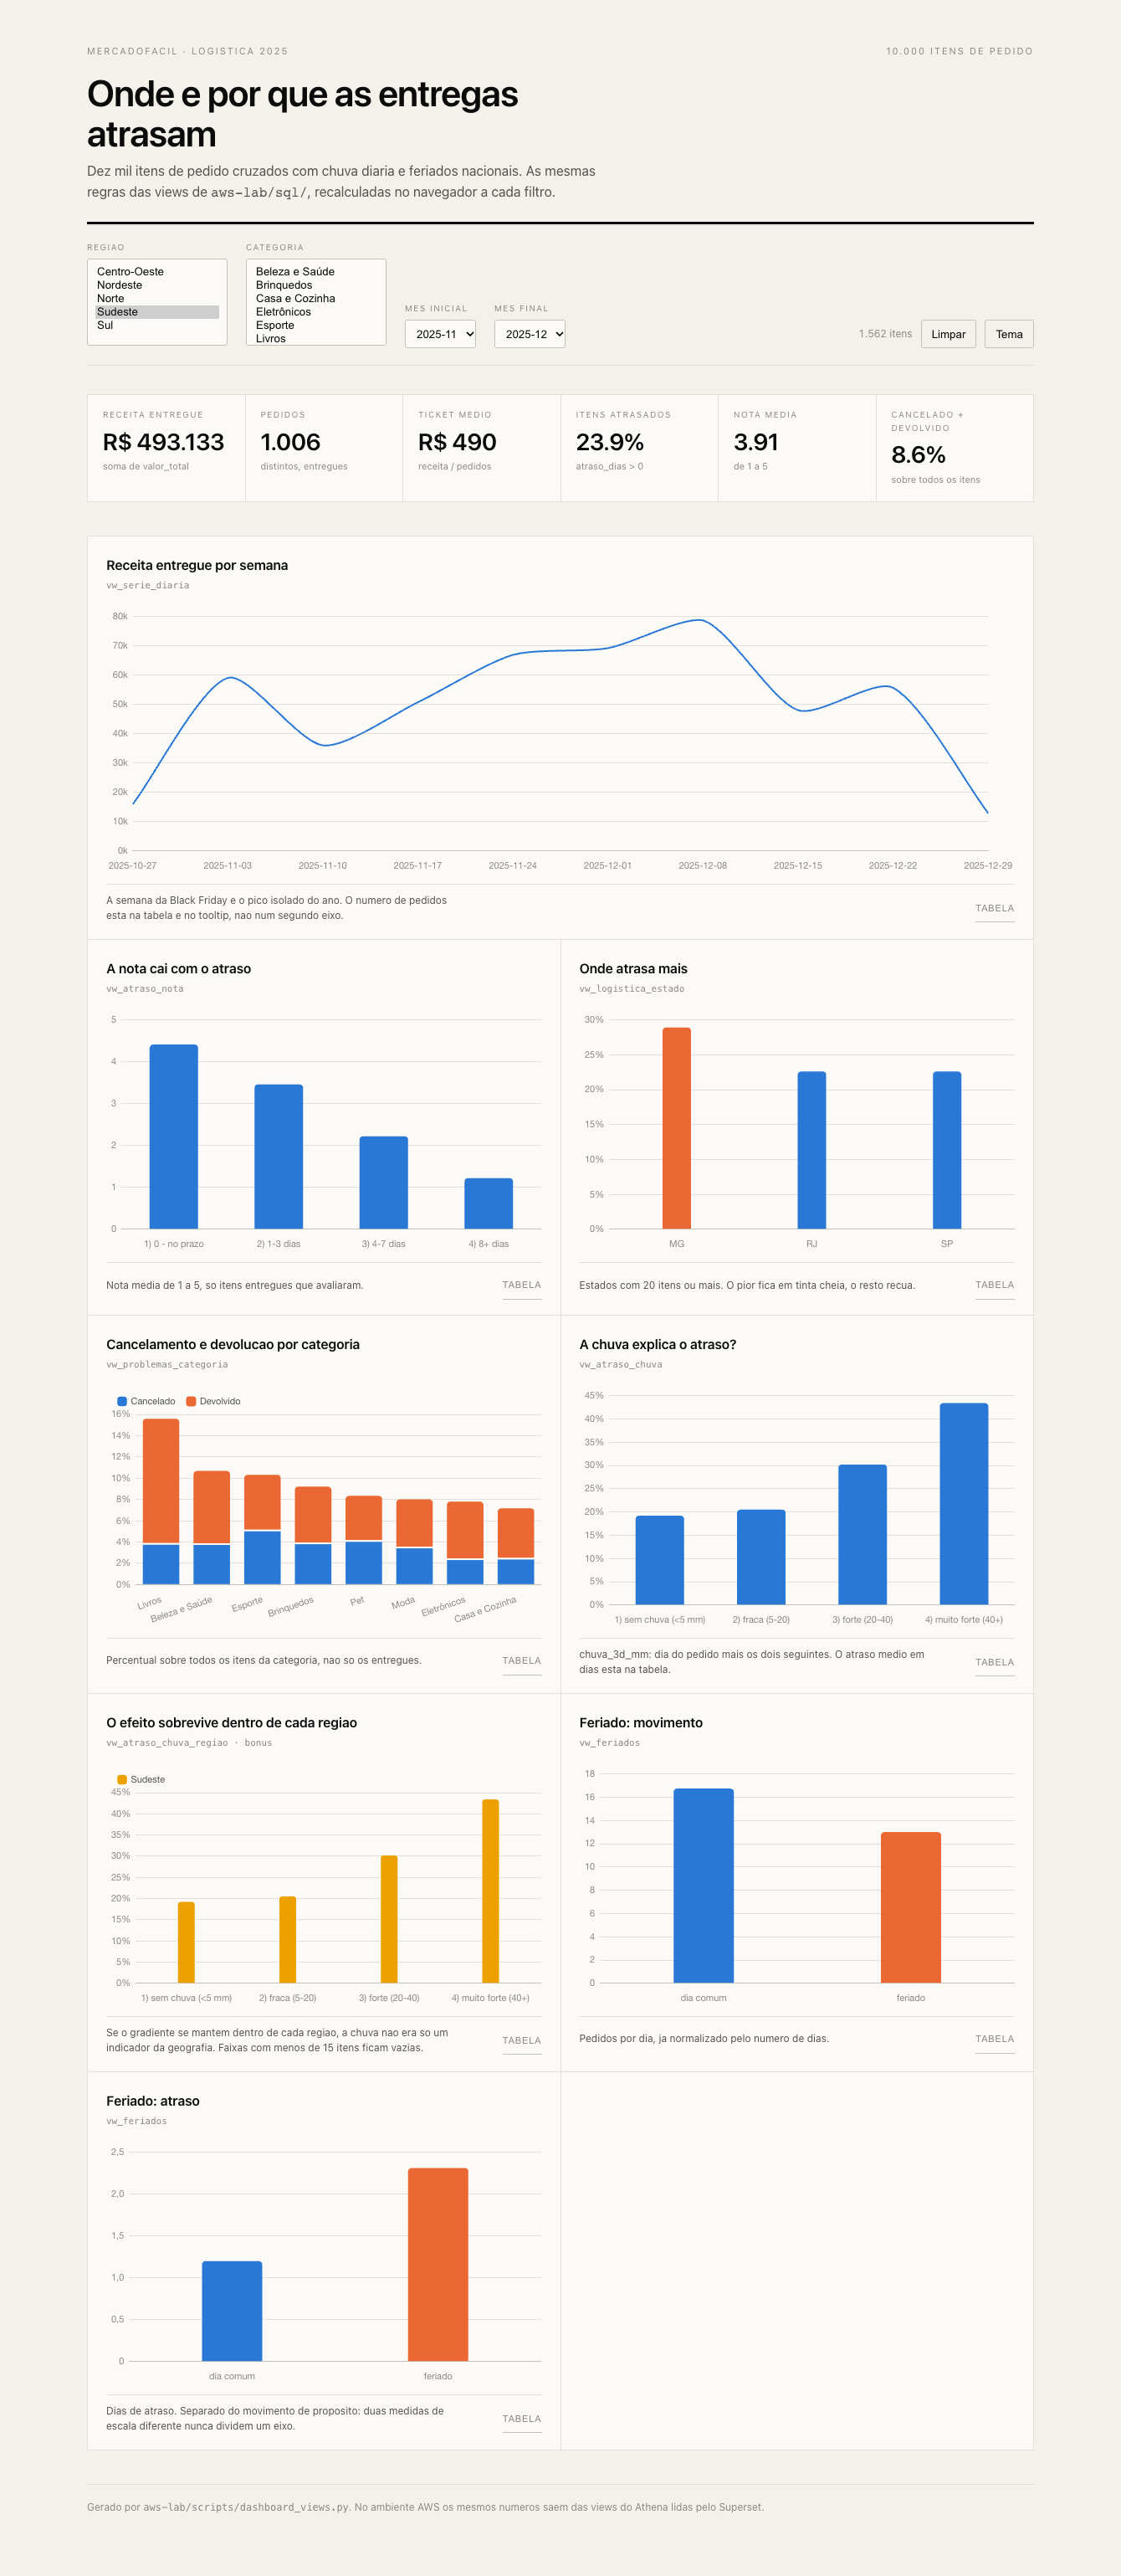 MERCADOFACIL · LOGISTICA 2025
10.000 ITENS DE PEDIDO
Onde e por que as entregas
atrasam
Dez mil itens de pedido cruzados com chuva diaria e feriados nacionais. As mesmas
regras das views de aws-lab/sql/, recalculadas no navegador a cada filtro.
REGIAO
Centro-Oeste
Nordeste
Norte
Sudeste
Sul
CATEGORIA
Beleza e Saúde
Brinquedos
Casa e Cozinha
Eletrônicos
Esporte
Livros
MES INICIAL
2025-11
MES FINAL
2025-12
1.562 itens
Limpar
Tema
RECEITA ENTREGUE
R$ 493.133
soma de valor_total
PEDIDOS
1.006
distintos, entregues
TICKET MEDIO
R$ 490
receita / pedidos
ITENS ATRASADOS
23.9%
atraso_dias > 0
NOTA MEDIA
3.91
de 1 a 5
CANCELADO +
DEVOLVIDO
8.6%
sobre todos os itens
Receita entregue por semana
vw_serie_diaria
80k
70k
60k
50k
40k
30k
20k
10k
0k
2025-10-27 2025-11-03 2025-11-10 2025-11-17 2025-11-24 2025-12-01 2025-12-08 2025-12-15 2025-12-22 2025-12-29
A semana da Black Friday e o pico isolado do ano. O numero de pedidos
esta na tabela e no tooltip, nao num segundo eixo.
TABELA
A nota cai com o atraso
vw_atraso_nota
5
4
3
2
1
0
1) 0 - no prazo 2) 1-3 dias 3) 4-7 dias 4) 8+ dias
Nota media de 1 a 5, so itens entregues que avaliaram.
TABELA
Onde atrasa mais
vw_logistica_estado
30%
25%
20%
15%
10%
5%
0%
MG RJ SP
Estados com 20 itens ou mais. O pior fica em tinta cheia, o resto recua.
TABELA
Cancelamento e devolucao por categoria
vw_problemas_categoria
Cancelado Devolvido
16%
14%
12%
10%
8%
6%
4%
2%
0%
Livros Beleza e Saúde Esporte Brinquedos Pet Moda Eletrônicos Casa e Cozinha
Percentual sobre todos os itens da categoria, nao so os entregues.
TABELA
A chuva explica o atraso?
vw_atraso_chuva
45%
40%
35%
30%
25%
20%
15%
10%
5%
0%
1) sem chuva (<5 mm) 2) fraca (5-20) 3) forte (20-40) 4) muito forte (40+)
chuva_3d_mm: dia do pedido mais os dois seguintes. O atraso medio em
dias esta na tabela.
TABELA
O efeito sobrevive dentro de cada regiao
vw_atraso_chuva_regiao · bonus
Sudeste
45%
40%
35%
30%
25%
20%
15%
10%
5%
0%
1) sem chuva (<5 mm) 2) fraca (5-20) 3) forte (20-40) 4) muito forte (40+)
Se o gradiente se mantem dentro de cada regiao, a chuva nao era so um
indicador da geografia. Faixas com menos de 15 itens ficam vazias.
TABELA
Feriado: movimento
vw_feriados
18
16
14
12
10
8
6
4
2
0
dia comum feriado
Pedidos por dia, ja normalizado pelo numero de dias.
TABELA
Feriado: atraso
vw_feriados
2,5
2,0
1,5
1,0
0,5
0
dia comum feriado
Dias de atraso. Separado do movimento de proposito: duas medidas de
escala diferente nunca dividem um eixo.
TABELA
Gerado por aws-lab/scripts/dashboard_views.py. No ambiente AWS os mesmos numeros saem das views do Athena lidas pelo Superset.